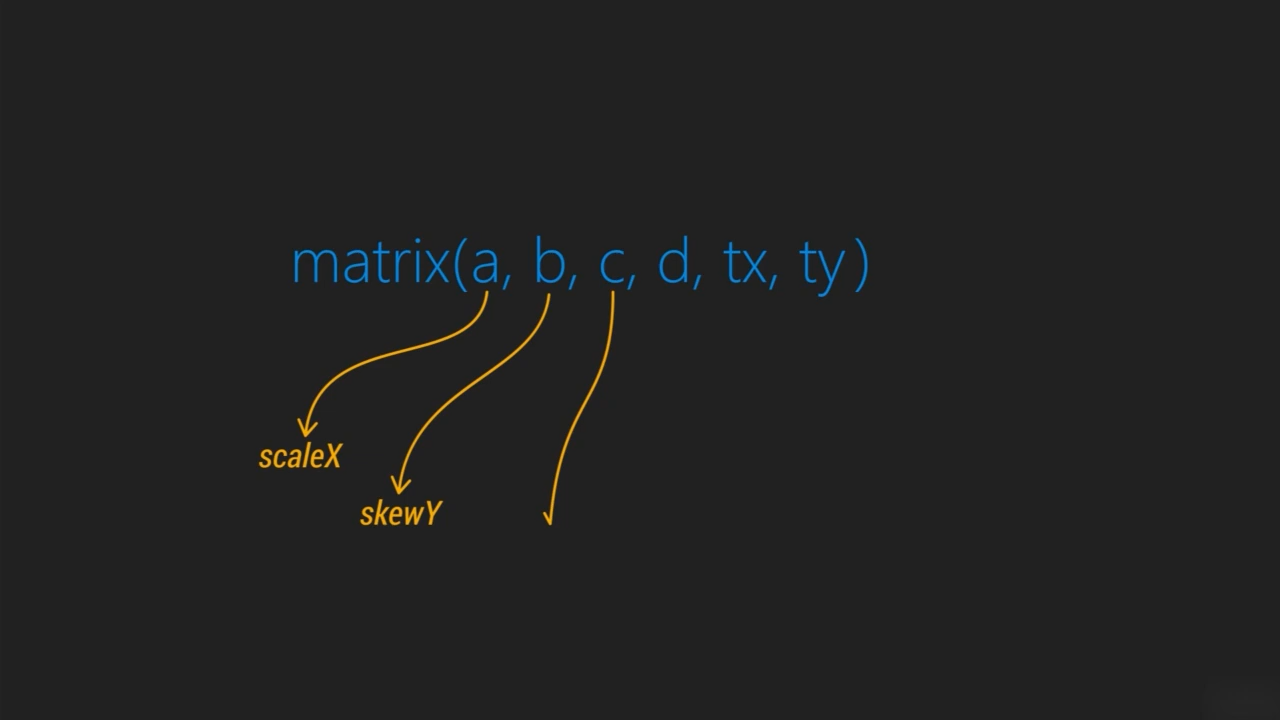 matrix(a, b, c, d, tx, ty )
scaleX
skewY